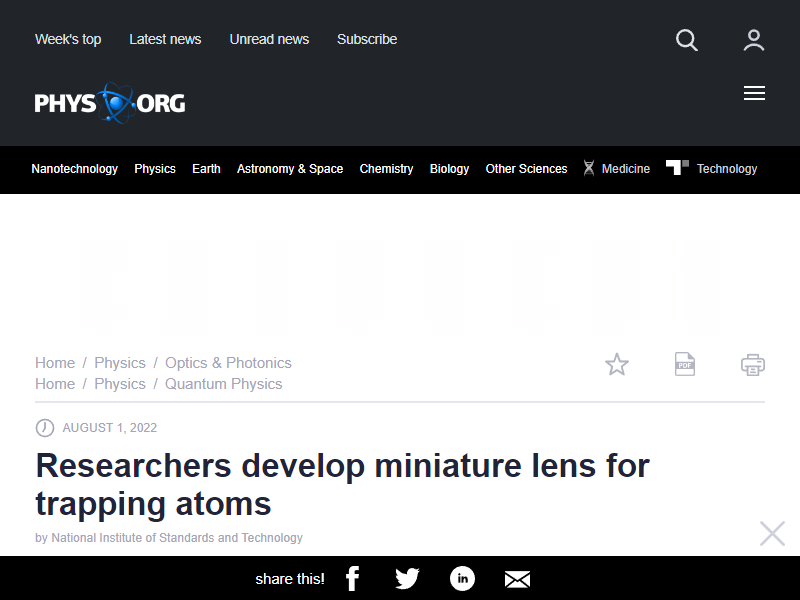 Week's top Latest news Unread news Subscribe
PHYS ORG
Nanotechnology Physics Earth Astronomy & Space Chemistry Biology Other Sciences Medicine Technology
Home / Physics / Optics & Photonics
PDF
Home / Physics / Quantum Physics
AUGUST 1, 2022
Researchers develop miniature lens for
trapping atoms
by National Institute of Standards and Technology
share this! f in